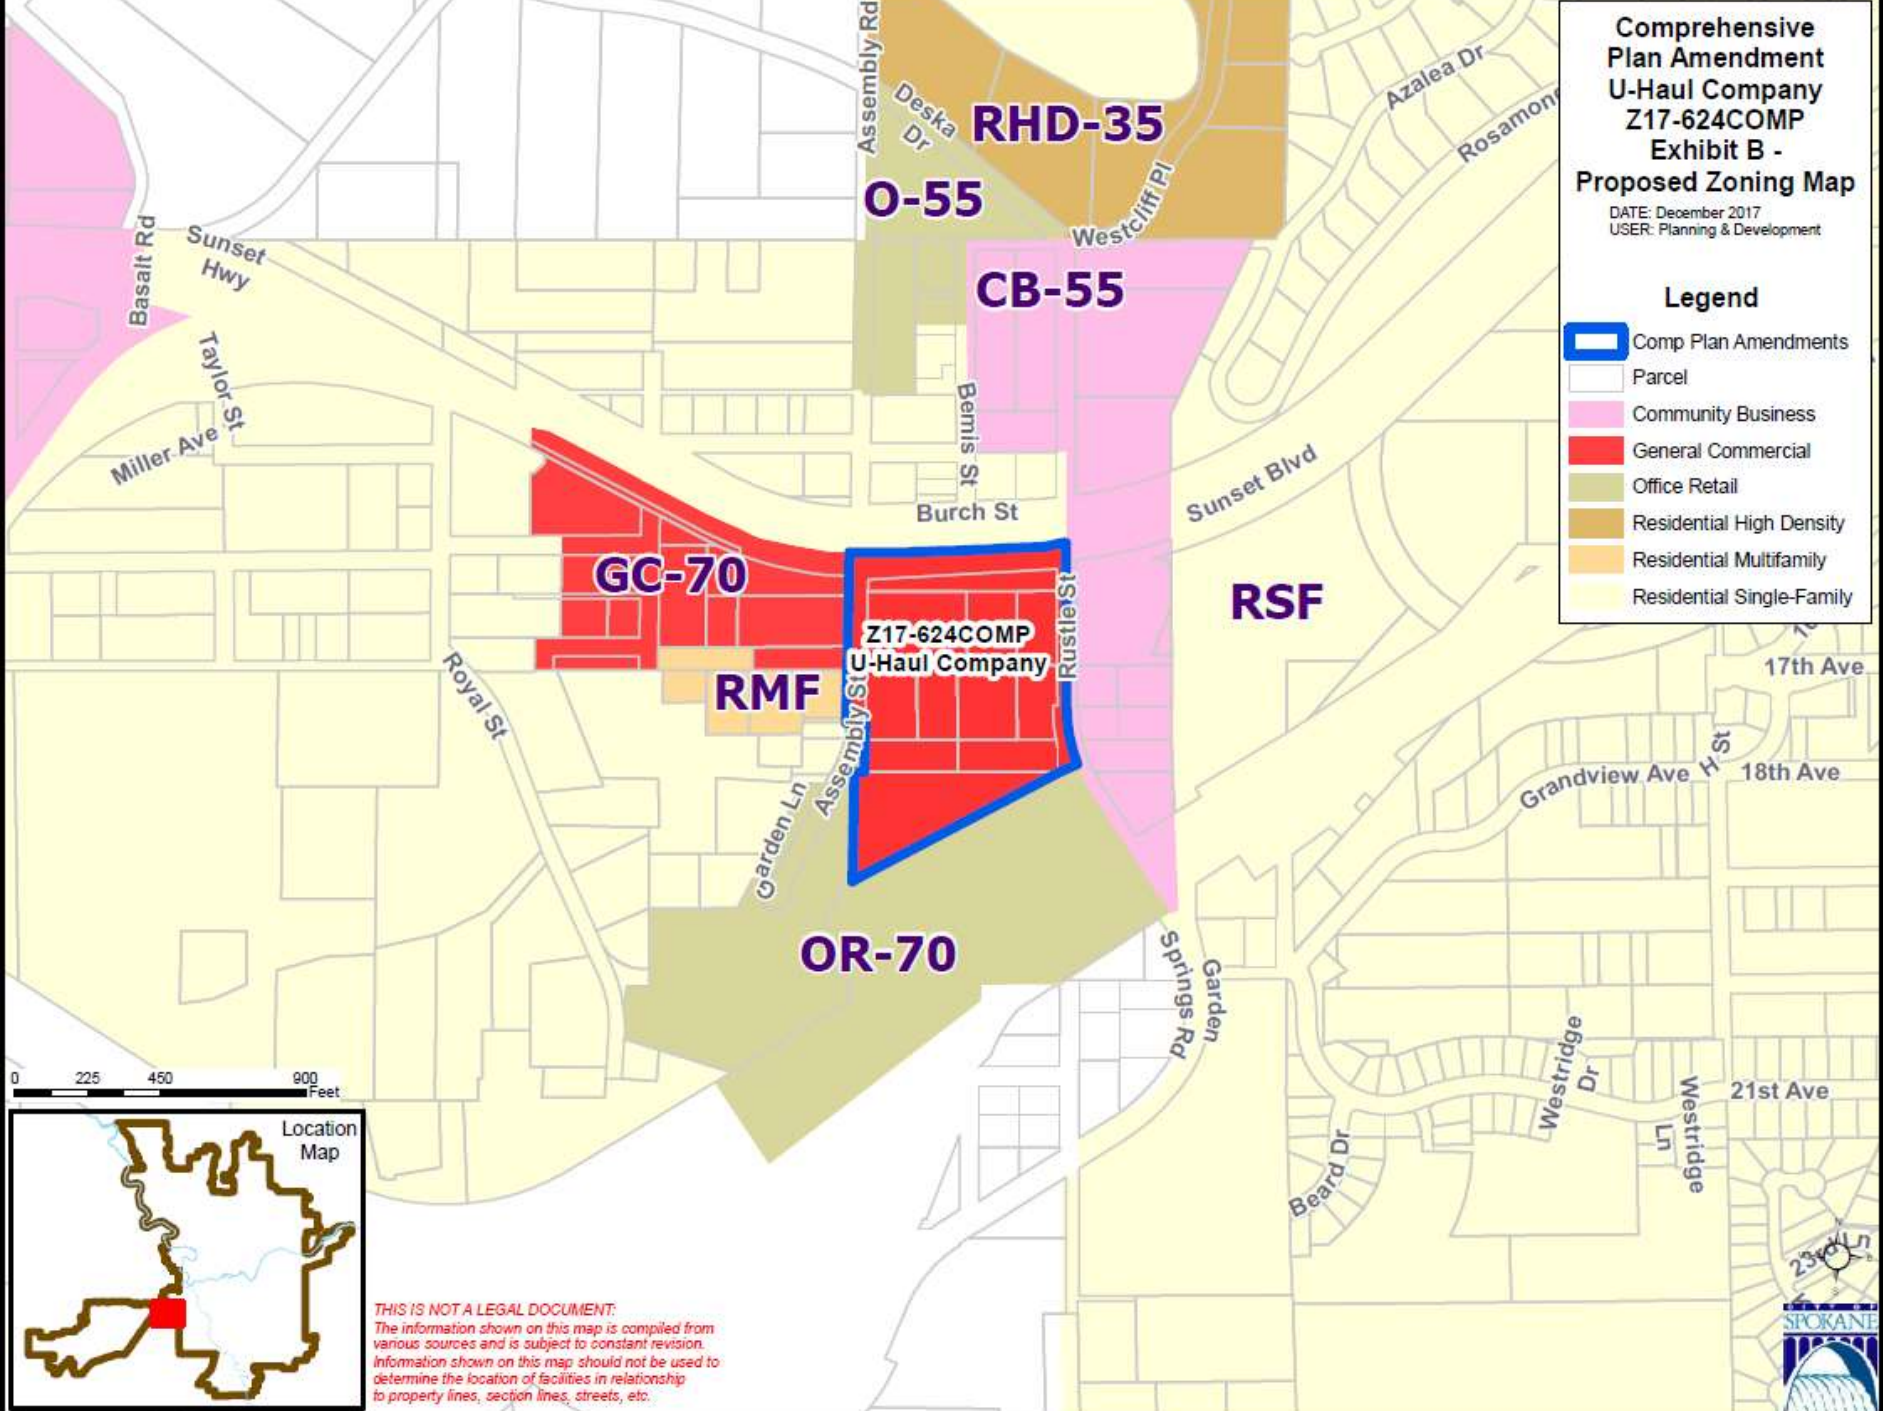 Comprehensive
Plan Amendment
U-Haul Company
Z17-624COMP
Exhibit B -
Proposed Zoning Map
DATE: December 2017
USER: Planning & Development
Legend
Comp Plan Amendments
Parcel
Community Business
General Commercial
Office Retail
Residential High Density
Residential Multifamily
Residential Single-Family
Assembly Rd
Deska
Dr
RHD-35
Azalea Dr
O-55
Westcliff Pl
Basalt Rd
Sunset
Hwy
CB-55
Taylor St
Miller Ave
Bemis St
Sunset Blvd
Burch St
GC-70
RSF
Z17-624COMP
U-Haul Company
Rustle St
RMF
Royal St
Assembly St
Garden Ln
17th Ave
H St
Grandview Ave
18th Ave
OR-70
Springs Rd
Garden
Westridge
Dr
21st Ave
Westridge
Ln
Beard Dr
0 225 450 900
Feet
Location
Map
THIS IS NOT A LEGAL DOCUMENT:
The information shown on this map is compiled from
various sources and is subject to constant revision.
Information shown on this map should not be used to
determine the location of facilities in relationship
to property lines, section lines, streets, etc.
CITY OF
SPOKANE